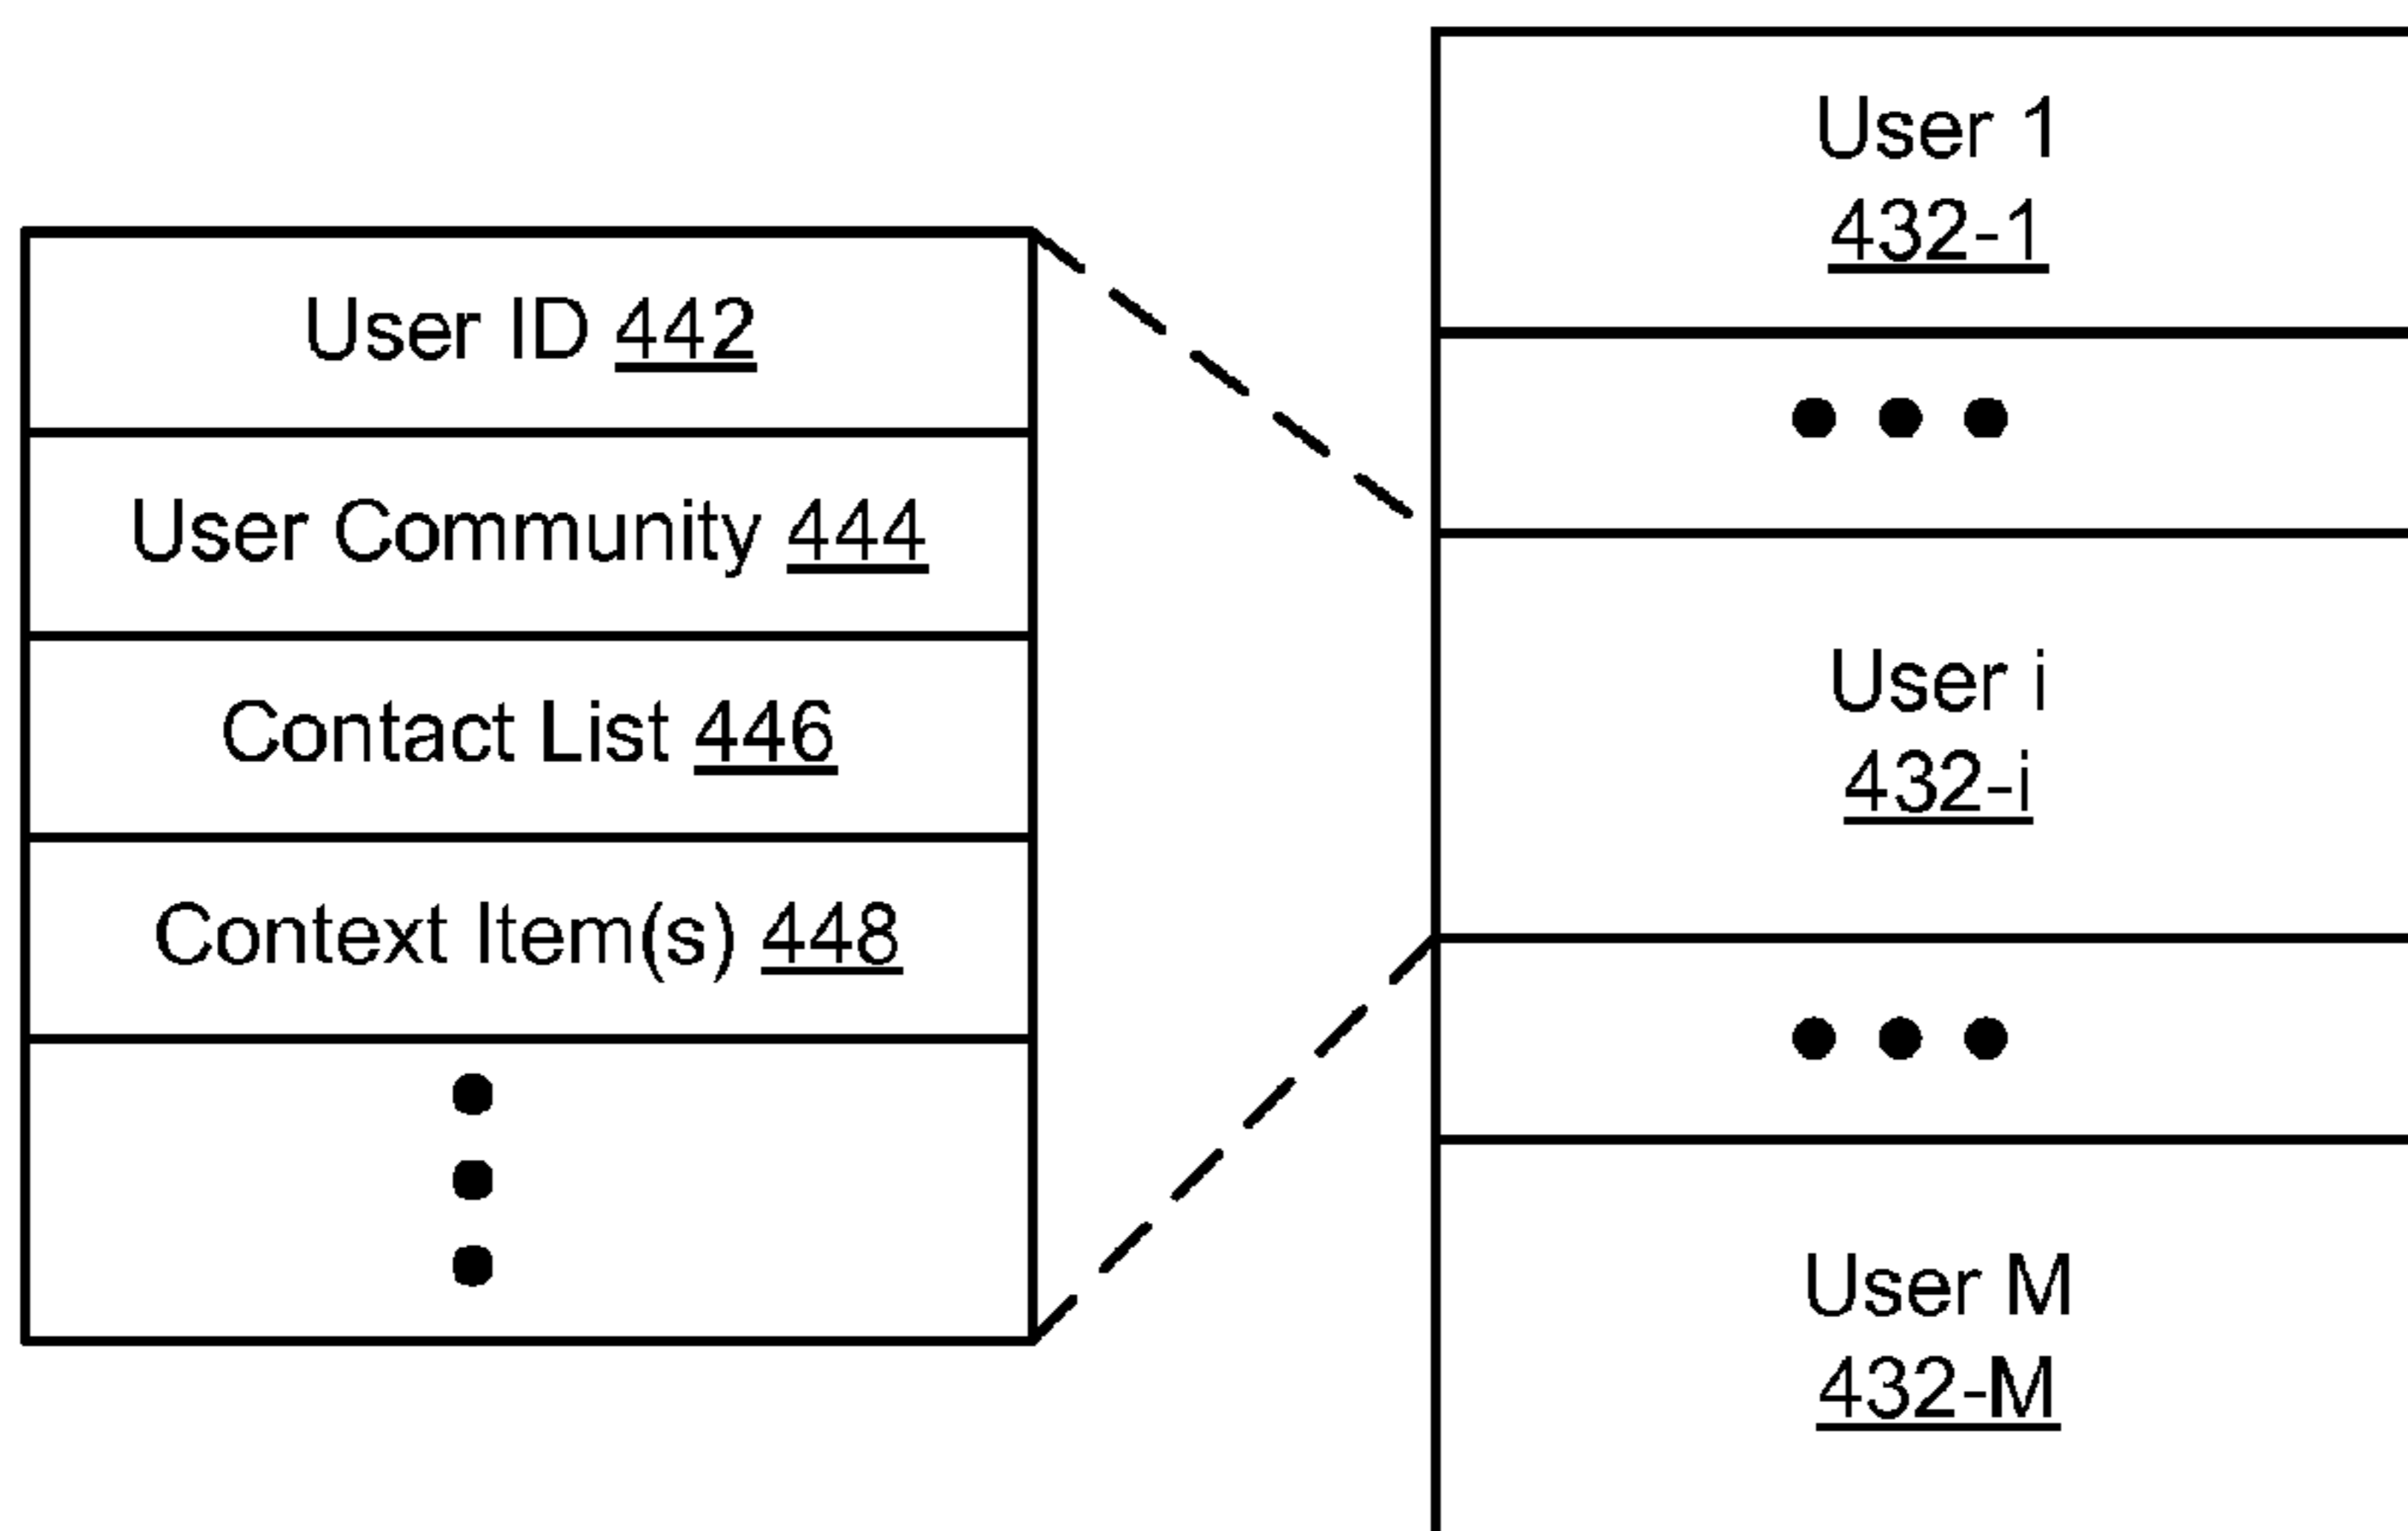 User ID 442
User Community 444
Contact List 446
Context Item(s) 448
User 1
432-1
User i
432-i
User M
432-M